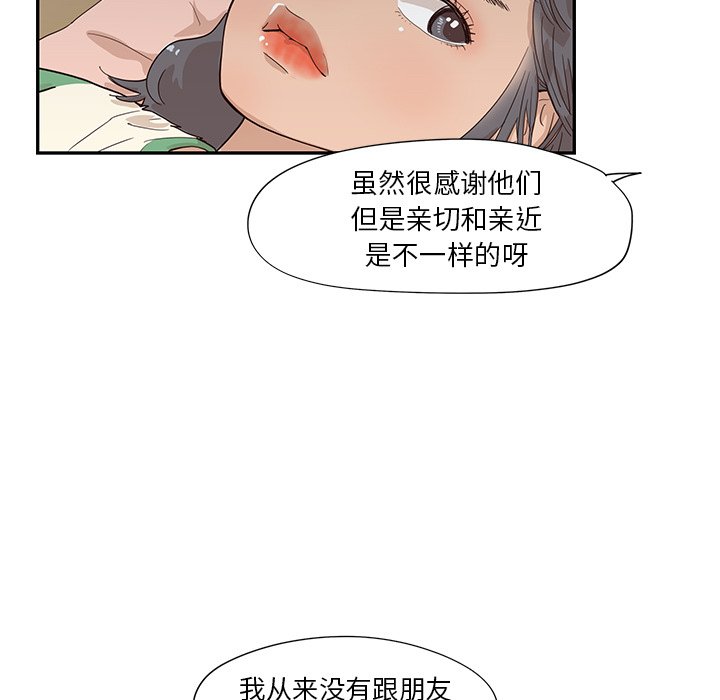 虽然很感谢他们
但是亲切和亲近
是不一样的呀
我从来没有跟朋友